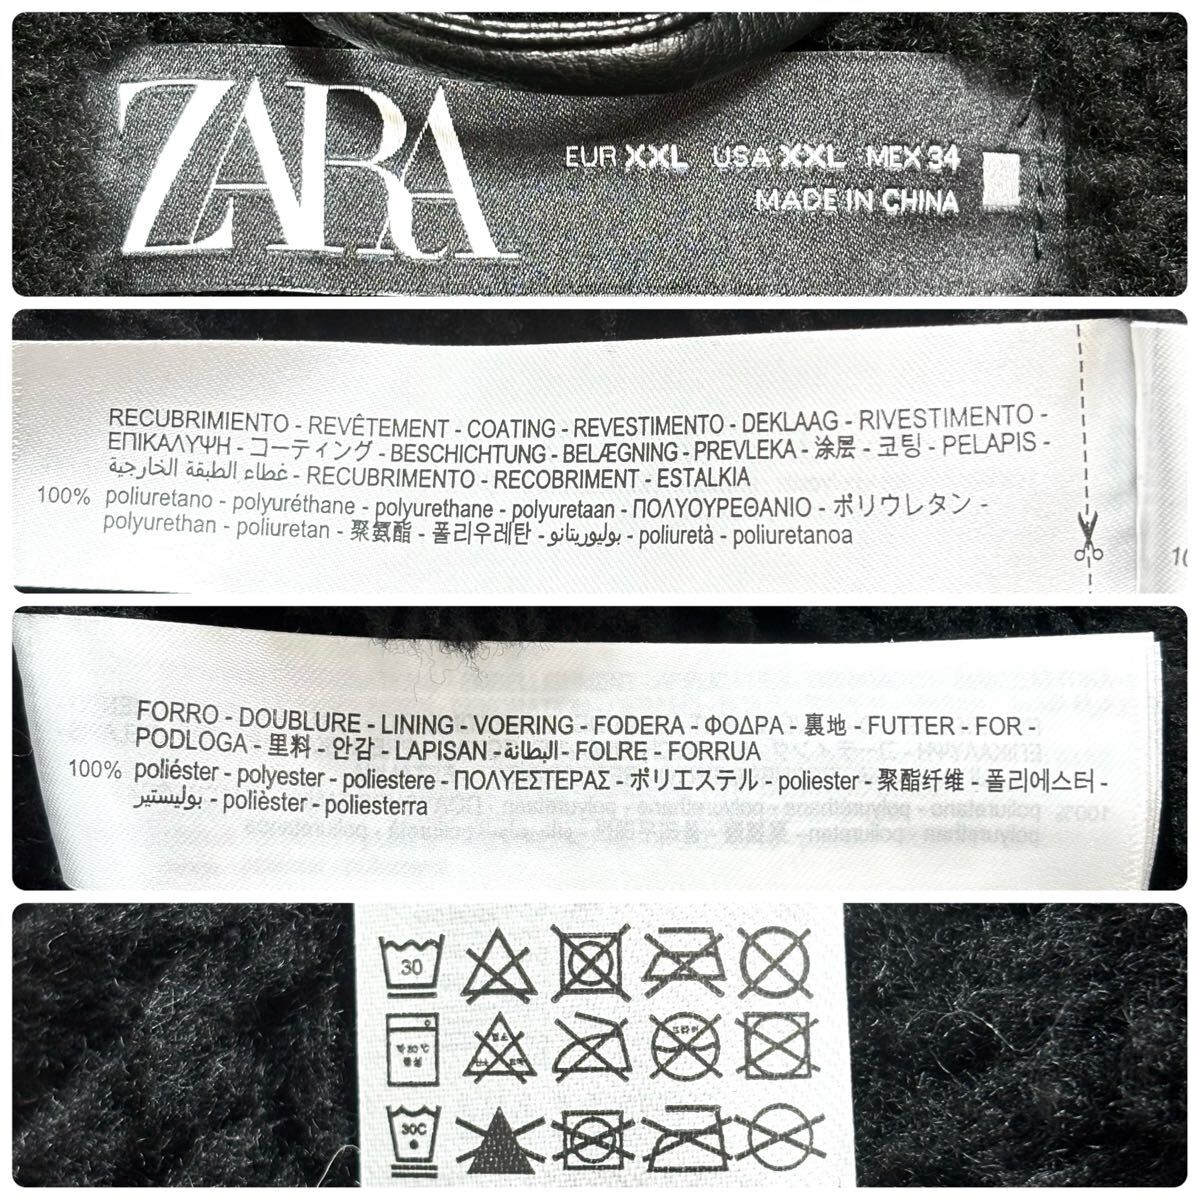 ZARA
EUR XXL USA XXL MEX 34
MADE IN CHINA
RECUBRIMIENTO - REVÊTEMENT - COATING - REVESTIMENTO - DEKLAAG - RIVESTIMENTO -
ΕΠΙΚΑΛΥΨΗ - コーティング - BESCHICHTUNG - BELÆGNING - PREVLEKA - 涂层 - 코팅 - PELAPIS -
غطاء الطبقة الخارجية - RECUBRIMENTO - RECOBRIMENT - ESTALKIA
100% poliuretano - polyuréthane - polyurethane - polyuretaan - ΠΟΛΥΟΥΡΕΘΑΝΙΟ - ポリウレタン -
polyurethan - poliuretan - 聚氨酯 - 폴리우레탄 - بوليوريتانو - poliuretà - poliuretanoa
FORRO - DOUBLURE - LINING - VOERING - FODERA - ΦΟΔΡΑ - 裏地 - FUTTER - FOR -
PODLOGA - 里料 - 안감 - LAPISAN - البطانة - FOLRE - FORRUA
100% poliéster - polyester - poliestere - ΠΟΛΥΕΣΤΕΡΑΣ - ポリエステル - poliester - 聚酯纤维 - 폴리에스터 -
بوليستير - polièster - poliesterra
30
30C